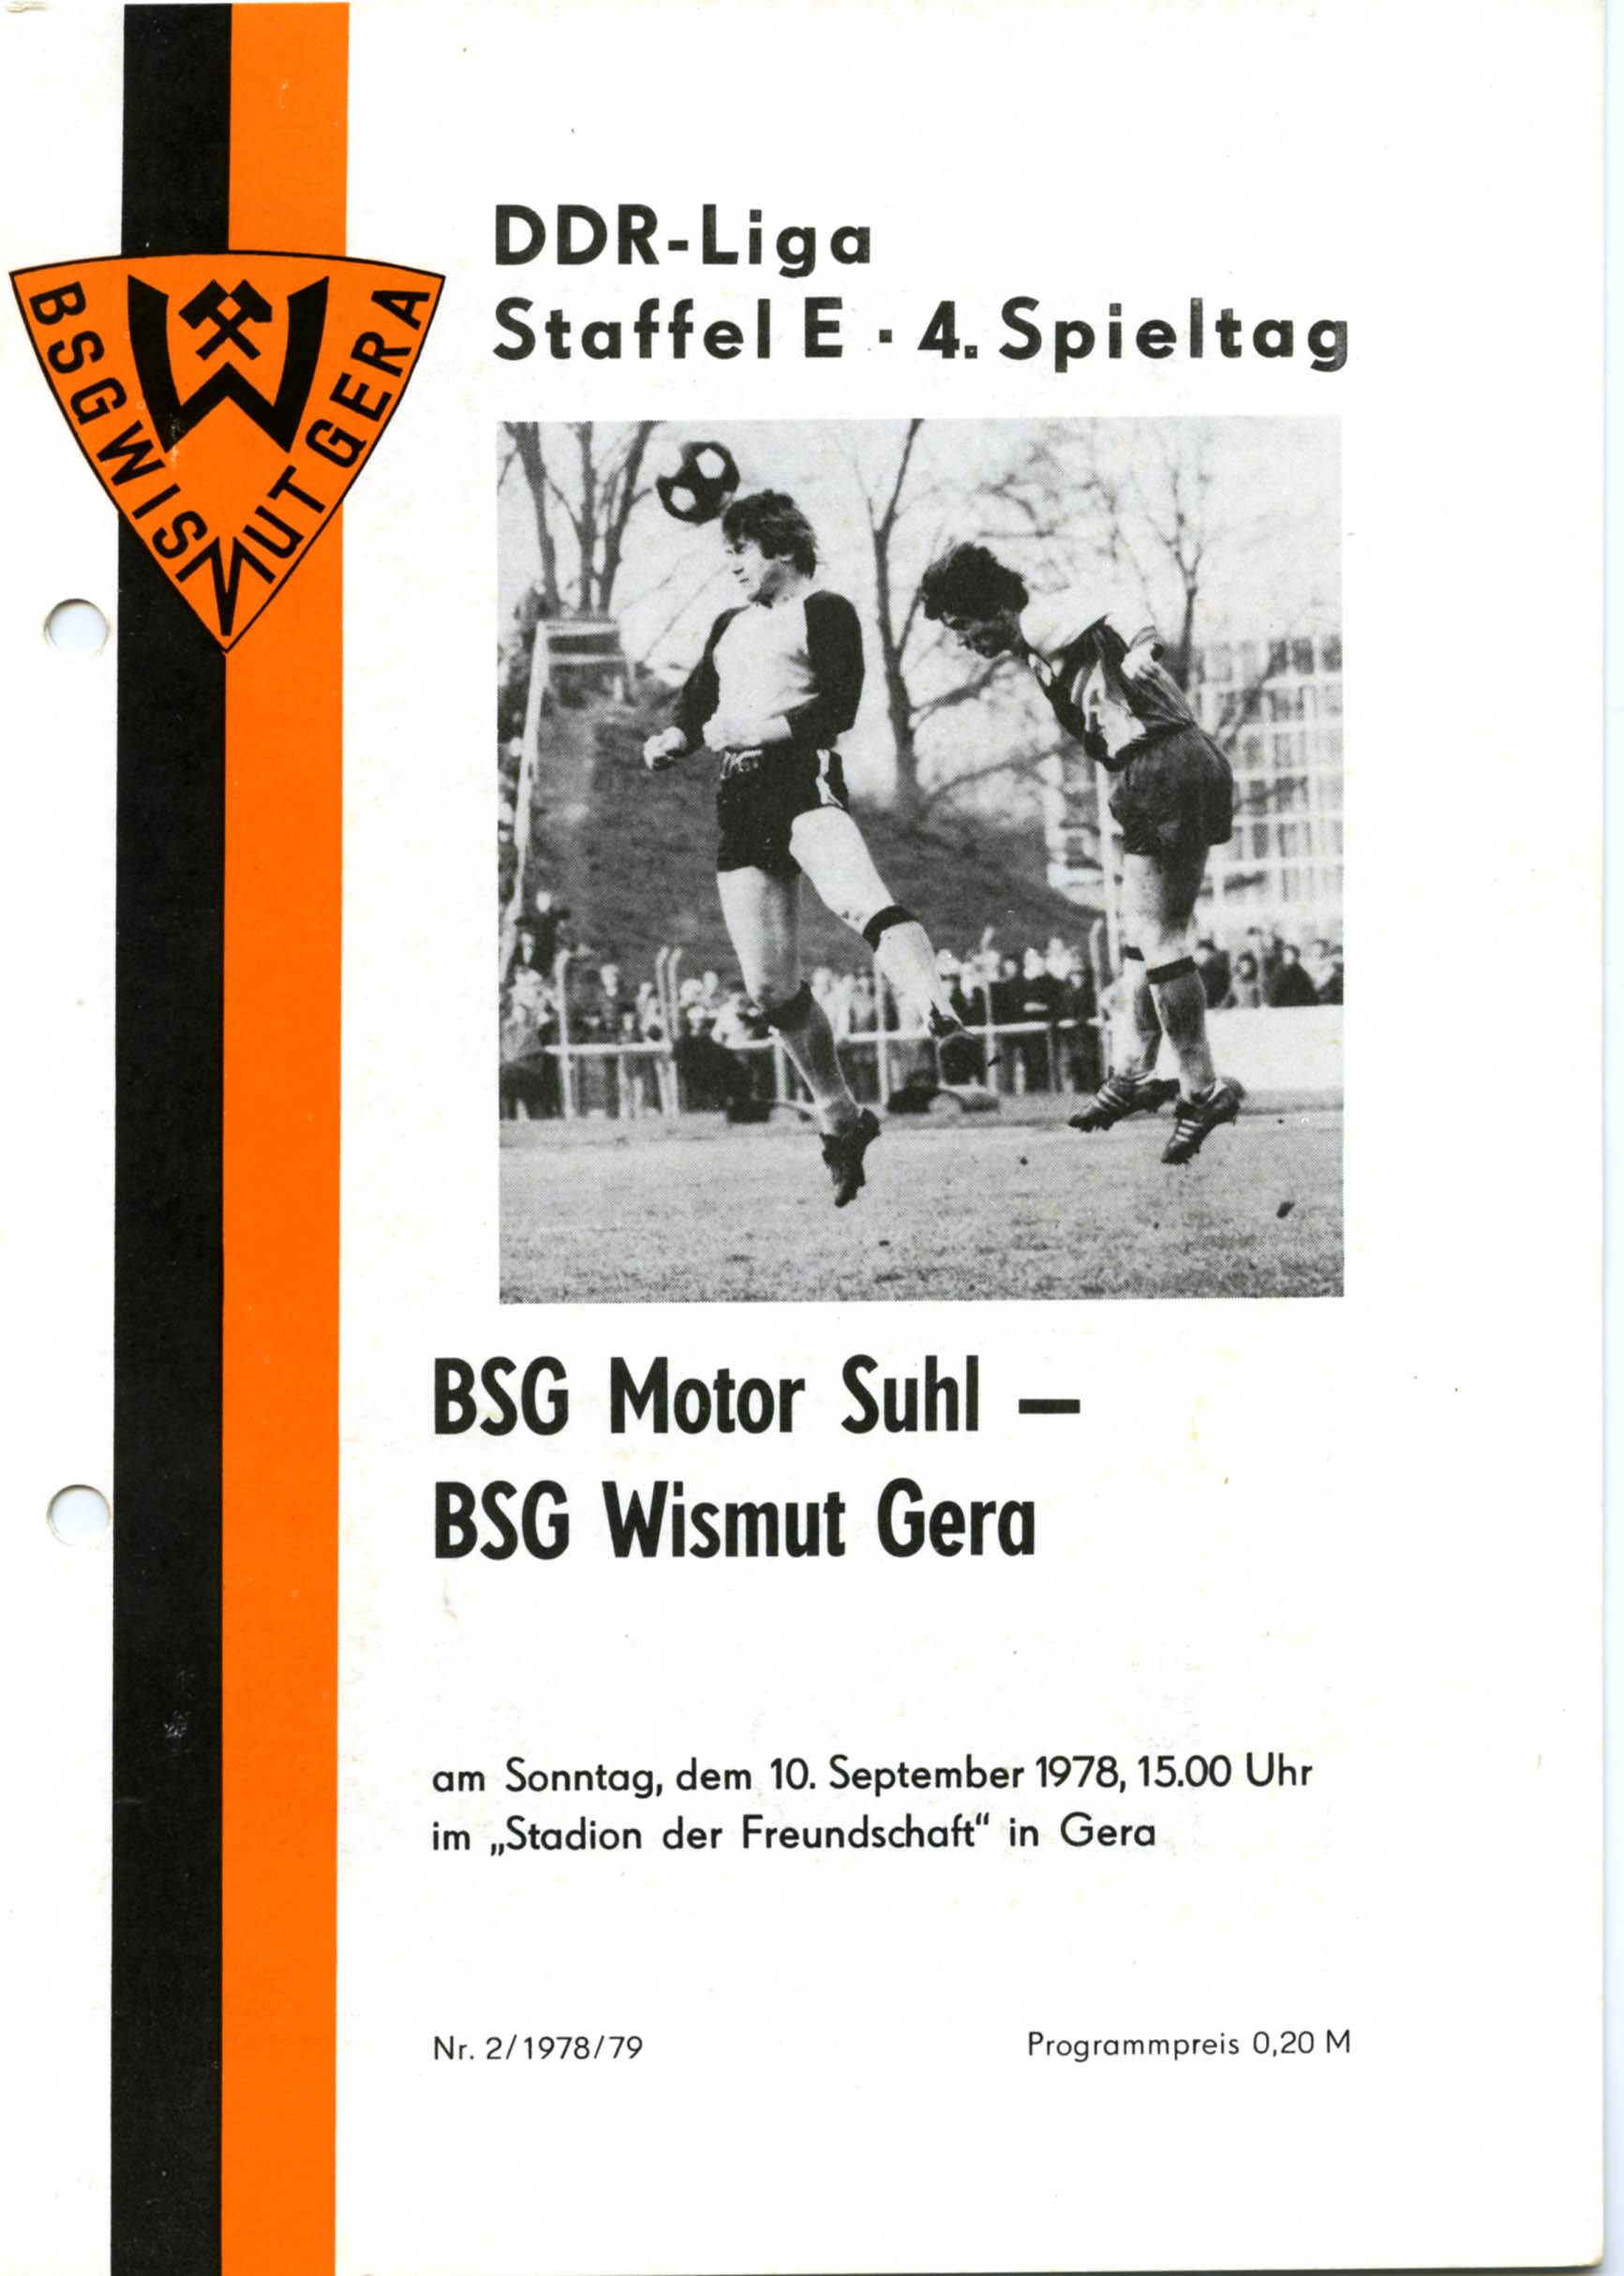 BSG WISMUT GERA
DDR-Liga
Staffel E · 4. Spieltag
BSG Motor Suhl –
BSG Wismut Gera
am Sonntag, dem 10. September 1978, 15.00 Uhr
im „Stadion der Freundschaft“ in Gera
Nr. 2/1978/79
Programmpreis 0,20 M